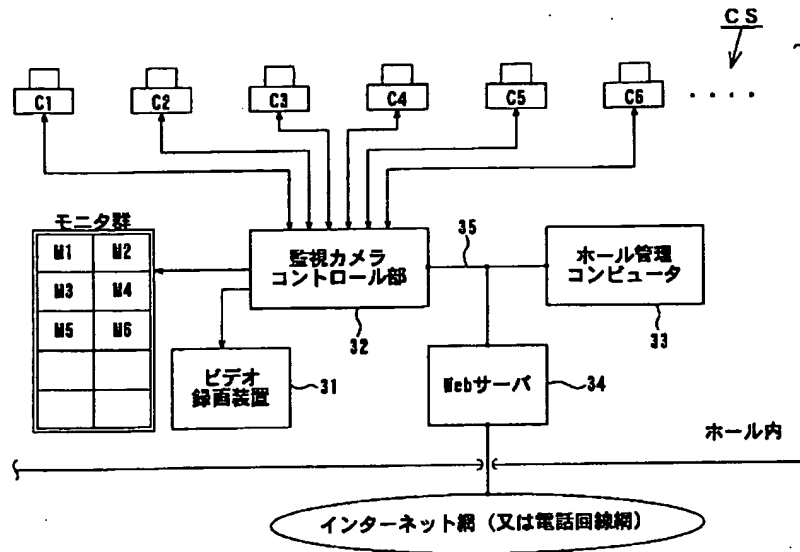 CS
C1 C2 C3 C4 C5 C6 ・・・・
モニタ群
M1 M2
M3 M4
M5 M6
監視カメラ
コントロール部
32
35
ホール管理
コンピュータ
33
ビデオ
録画装置
31
Webサーバ
34
ホール内
インターネット網（又は電話回線網）